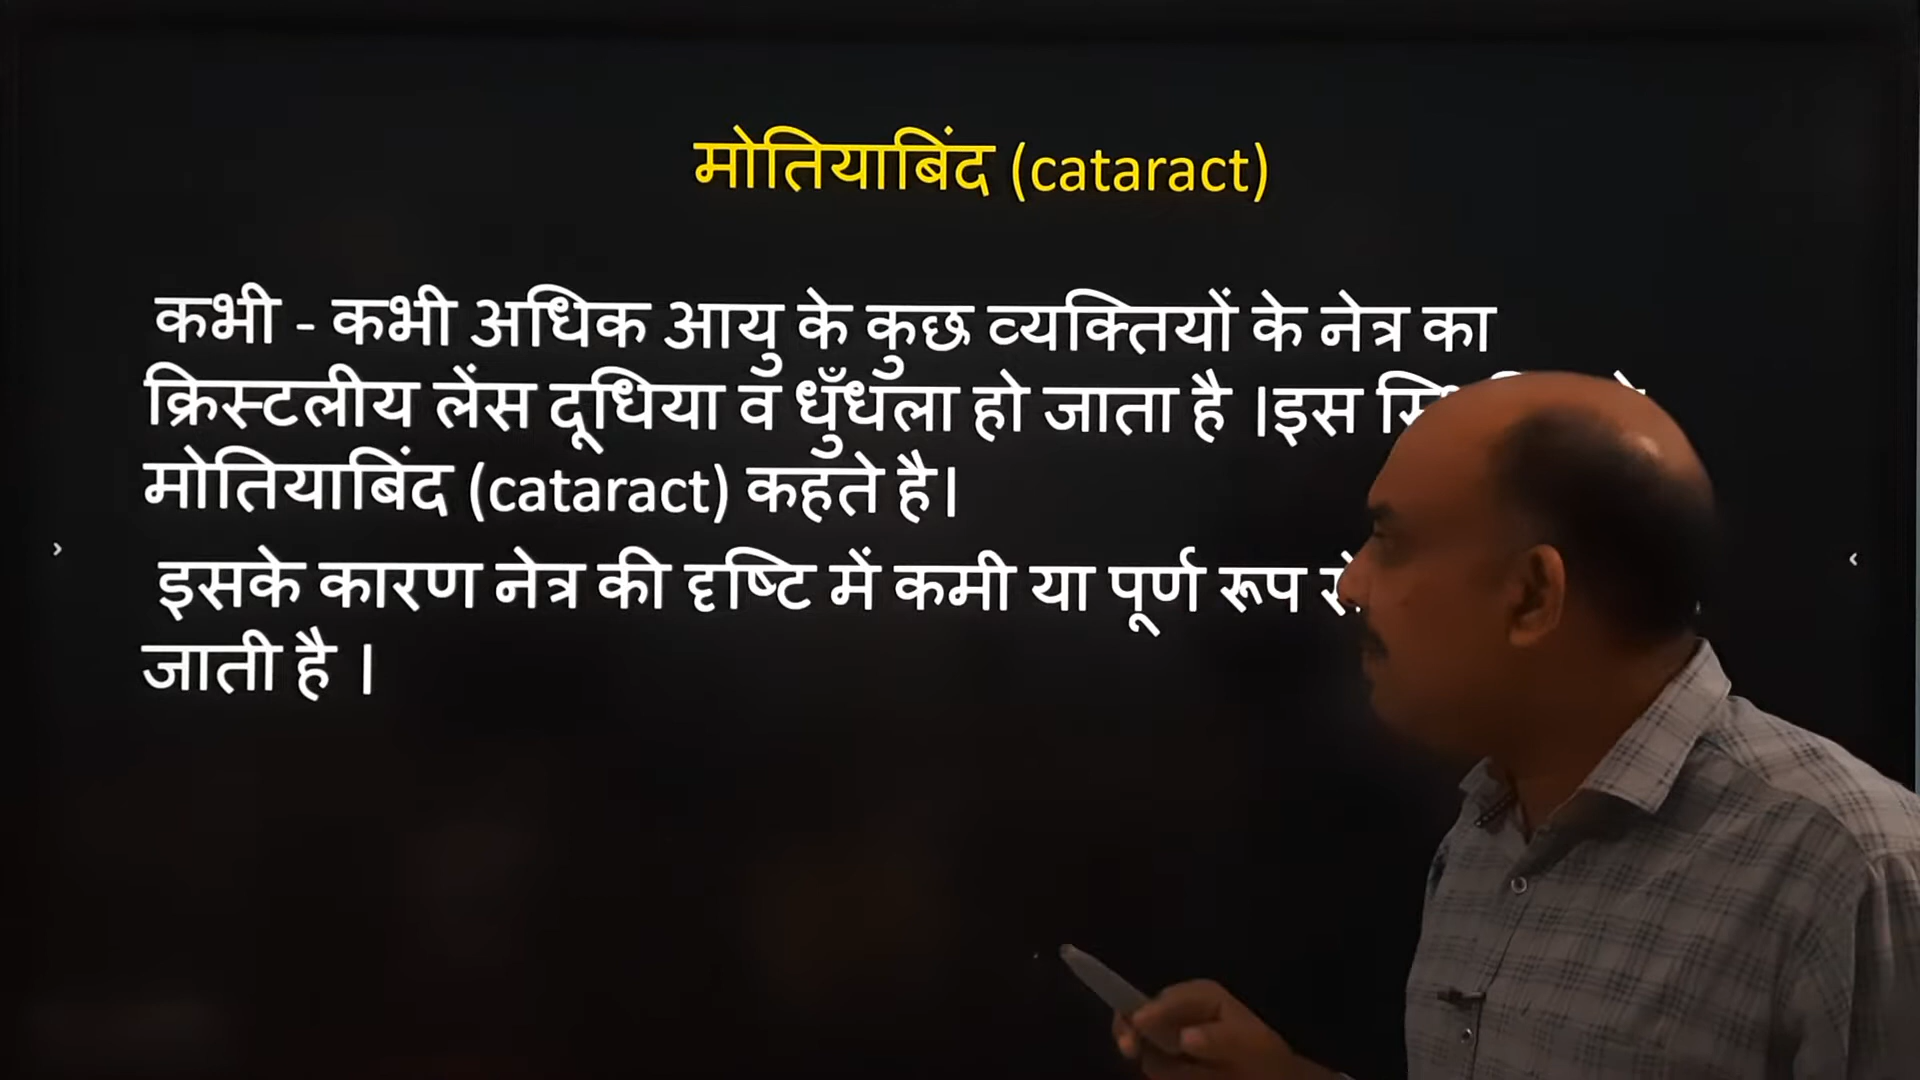 मोतियाबिंद (cataract)
कभी - कभी अधिक आयु के कुछ व्यक्तियों के नेत्र का
क्रिस्टलीय लेंस दूधिया व धुँधला हो जाता है ।इस
मोतियाबिंद (cataract) कहते है।
इसके कारण नेत्र की दृष्टि में कमी या पूर्ण रूप
जाती है ।